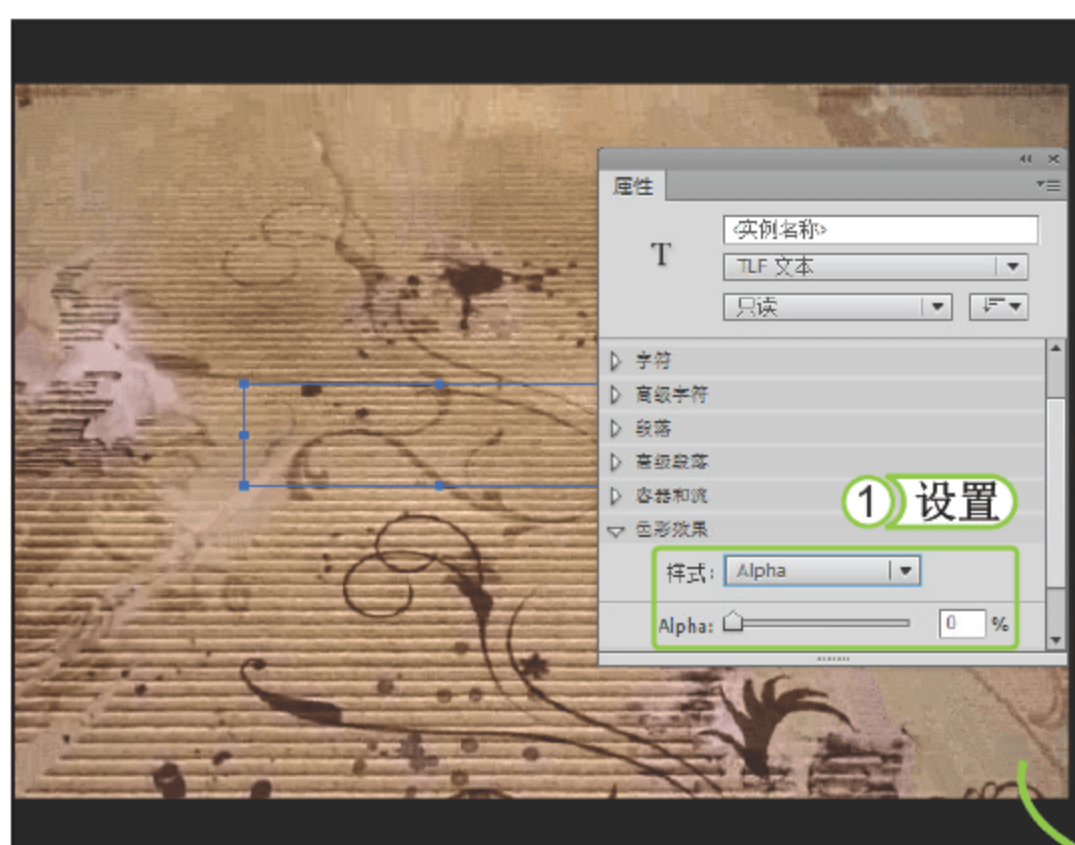 属性
T
<实例名称>
TLF 文本
只读
字符
高级字符
段落
高级段落
容器和流
1 设置
色彩效果
样式: Alpha
Alpha: 0 %